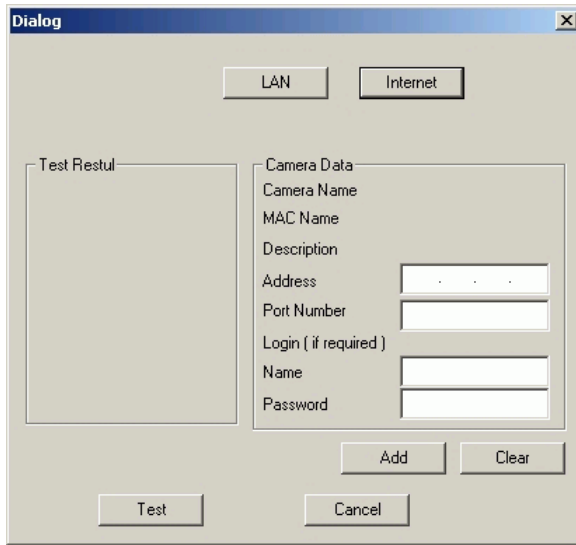 Dialog
LAN Internet
Test Restul
Camera Data
Camera Name
MAC Name
Description
Address . . .
Port Number
Login ( if required )
Name
Password
Add Clear
Test Cancel